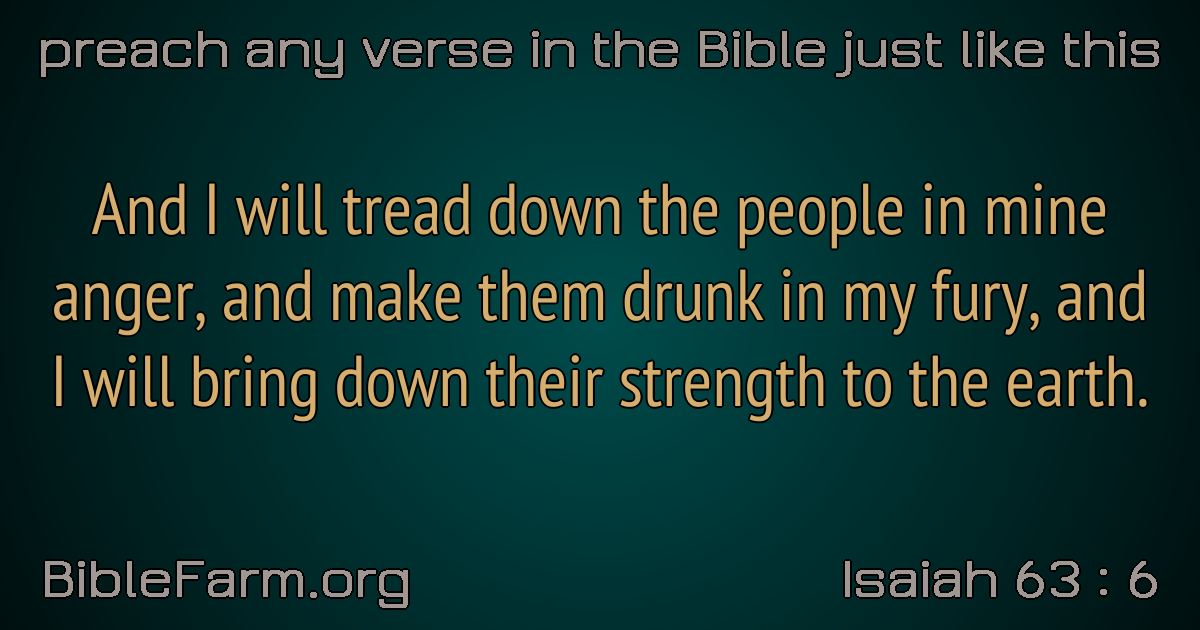 preach any verse in the Bible just like this
And I will tread down the people in mine
anger, and make them drunk in my fury, and
I will bring down their strength to the earth.
BibleFarm.org
Isaiah 63 : 6